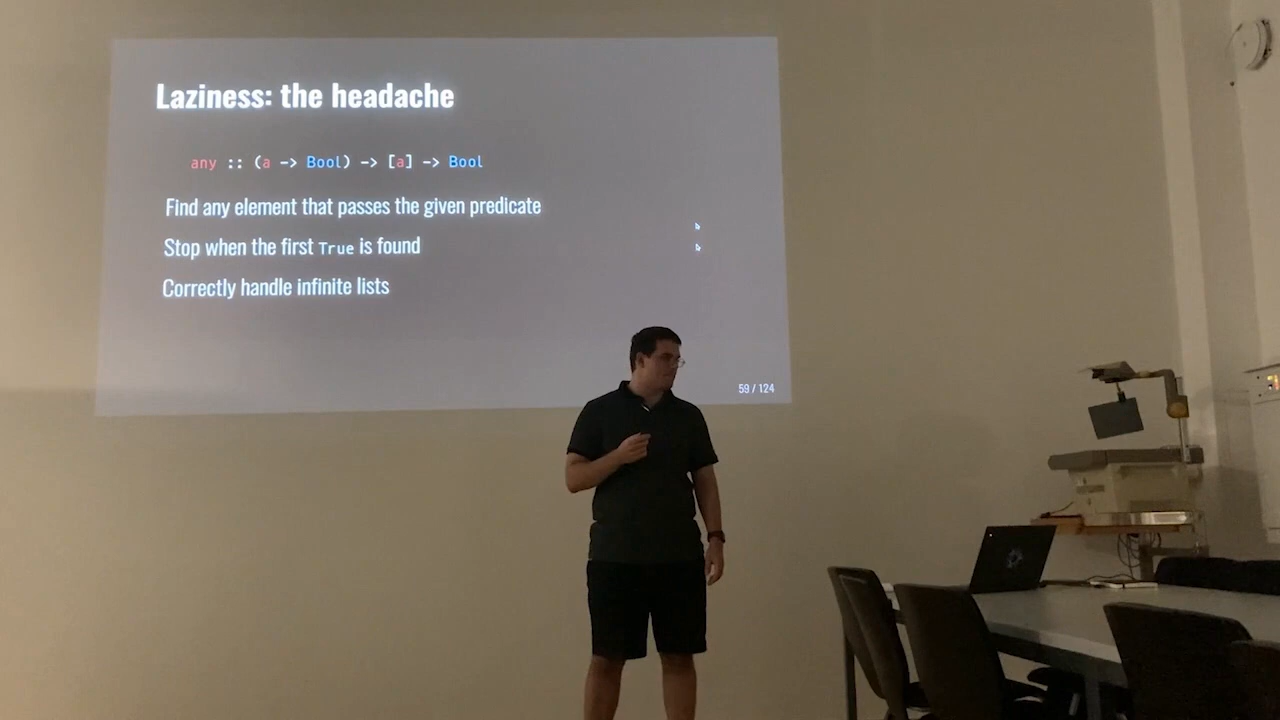 Laziness: the headache
any :: (a -> Bool) -> [a] -> Bool
Find any element that passes the given predicate
Stop when the first True is found
Correctly handle infinite lists
59 / 124